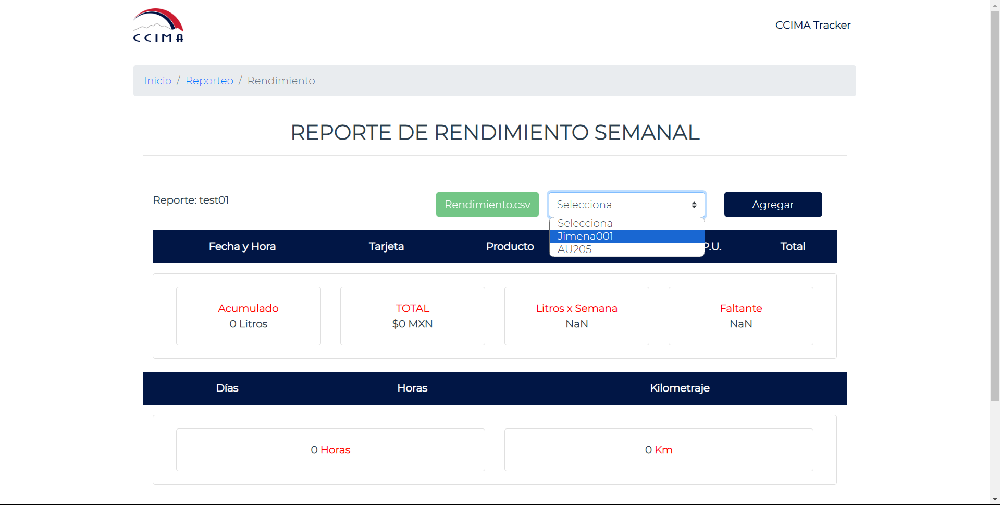 CCIMA
CCIMA Tracker
Inicio / Reporteo / Rendimiento
REPORTE DE RENDIMIENTO SEMANAL
Reporte: test01
Rendimiento.csv
Selecciona
Agregar
Selecciona
Jimena001
AU205
Fecha y Hora Tarjeta Producto P.U. Total
Acumulado
0 Litros
TOTAL
$0 MXN
Litros x Semana
NaN
Faltante
NaN
Días Horas Kilometraje
0 Horas
0 Km